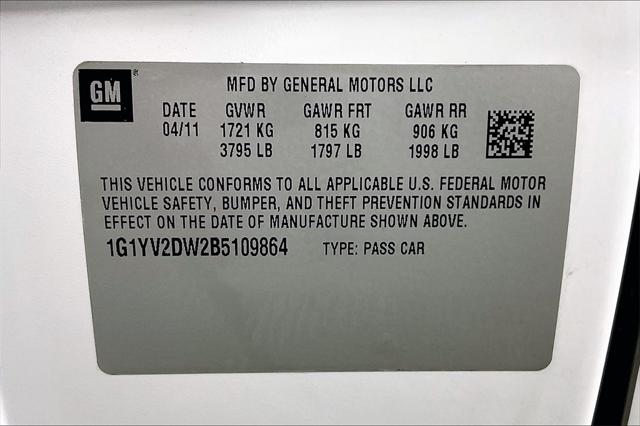 GM
MFD BY GENERAL MOTORS LLC
DATE GVWR GAWR FRT GAWR RR
04/11 1721 KG 815 KG 906 KG
3795 LB 1797 LB 1998 LB
THIS VEHICLE CONFORMS TO ALL APPLICABLE U.S. FEDERAL MOTOR
VEHICLE SAFETY, BUMPER, AND THEFT PREVENTION STANDARDS IN
EFFECT ON THE DATE OF MANUFACTURE SHOWN ABOVE.
1G1YV2DW2B5109864 TYPE: PASS CAR